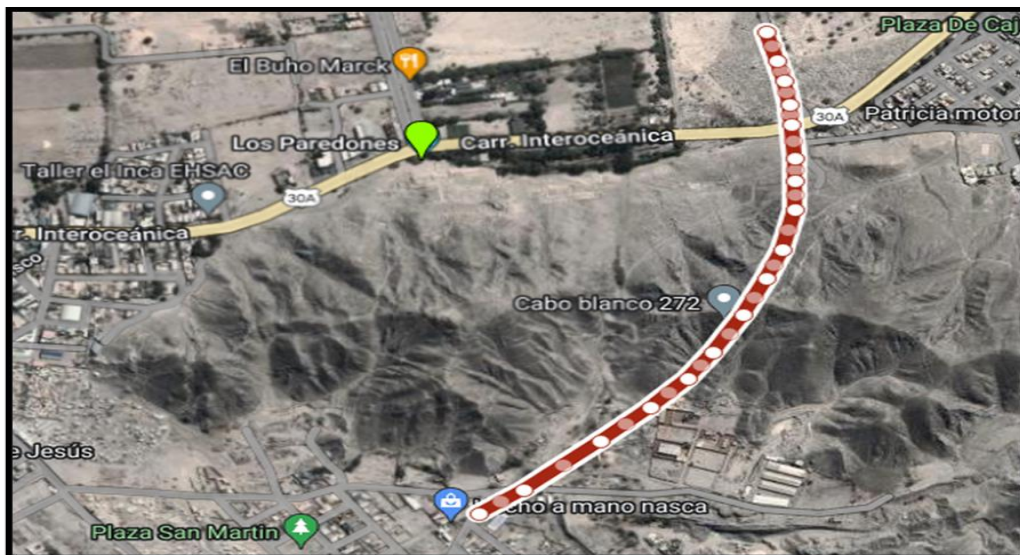 Plaza De Caj
El Buho Marck
30A
Patricia motor
Los Paredones
Carr. Interoceánica
Taller el Inca EHSAC
30A
r. Interoceánica
sco
Cabo blanco 272
e Jesús
cho a mano nasca
Plaza San Martin